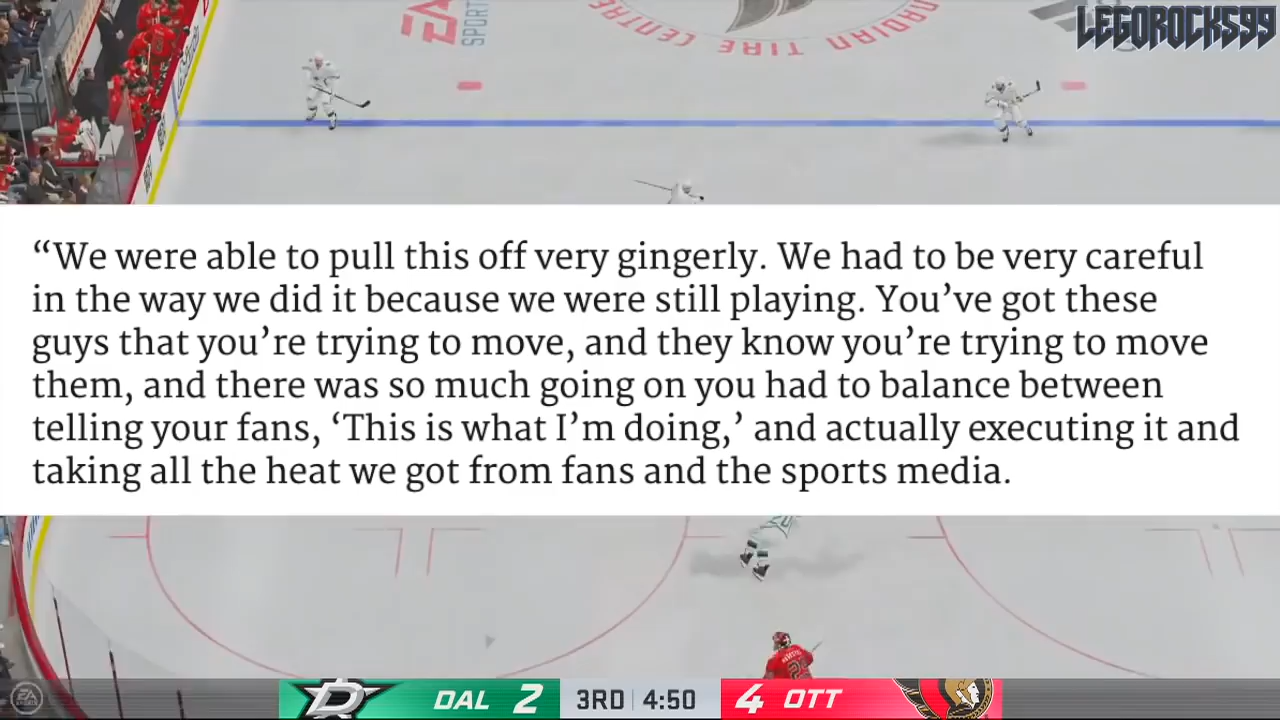 LEGOROCKS99
EA
SPORTS
CANADIAN TIRE CENTRE
“We were able to pull this off very gingerly. We had to be very careful
in the way we did it because we were still playing. You’ve got these
guys that you’re trying to move, and they know you’re trying to move
them, and there was so much going on you had to balance between
telling your fans, ‘This is what I’m doing,’ and actually executing it and
taking all the heat we got from fans and the sports media.
DAL 2 3RD 4:50 4 OTT